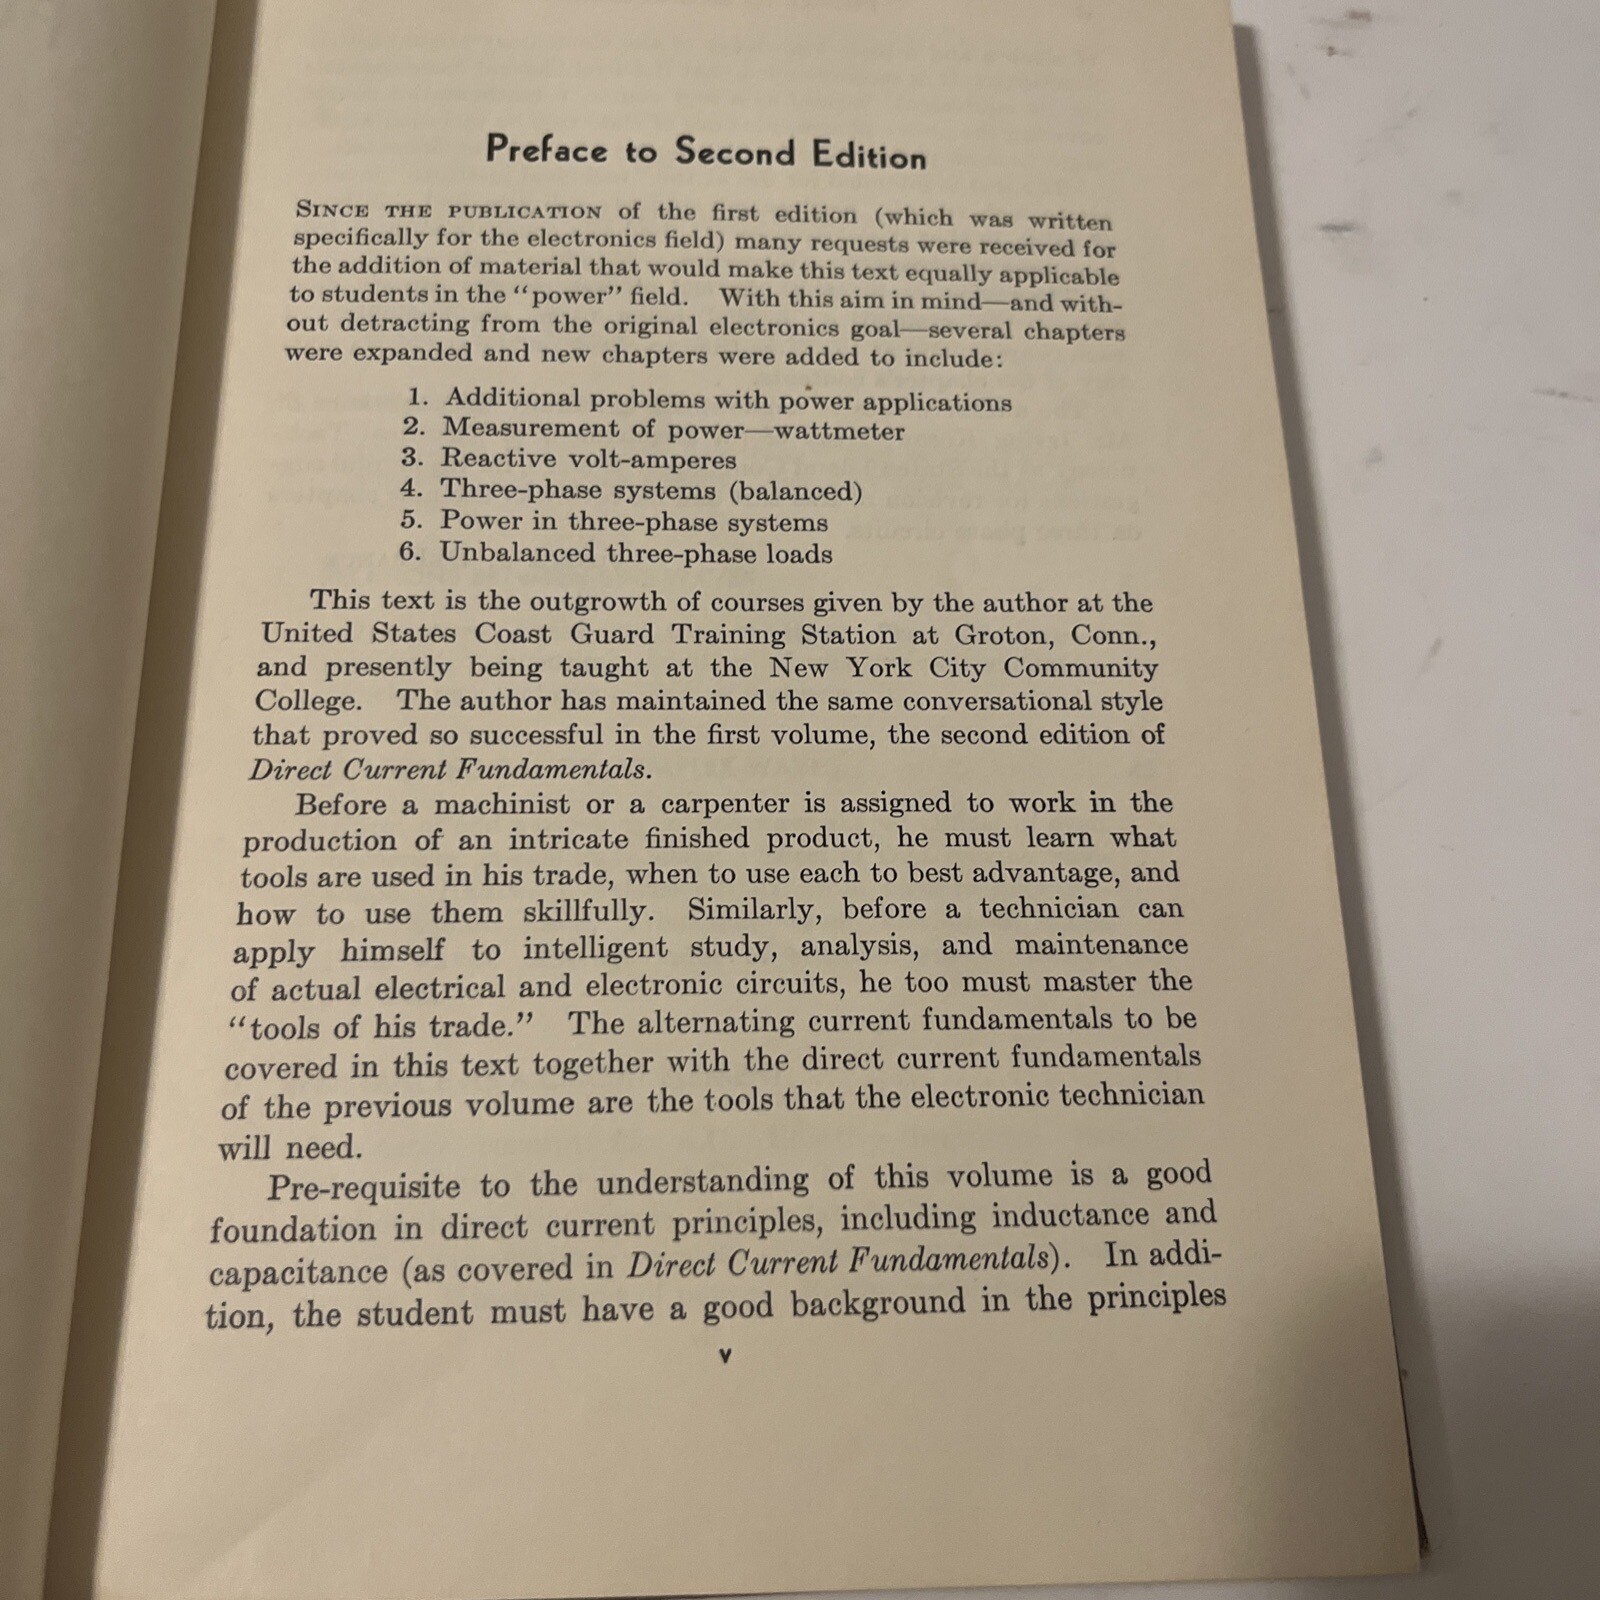 Preface to Second Edition
SINCE THE PUBLICATION of the first edition (which was written
specifically for the electronics field) many requests were received for
the addition of material that would make this text equally applicable
to students in the “power” field. With this aim in mind—and with-
out detracting from the original electronics goal—several chapters
were expanded and new chapters were added to include:
1. Additional problems with power applications
2. Measurement of power—wattmeter
3. Reactive volt-amperes
4. Three-phase systems (balanced)
5. Power in three-phase systems
6. Unbalanced three-phase loads
This text is the outgrowth of courses given by the author at the
United States Coast Guard Training Station at Groton, Conn.,
and presently being taught at the New York City Community
College. The author has maintained the same conversational style
that proved so successful in the first volume, the second edition of
Direct Current Fundamentals.
Before a machinist or a carpenter is assigned to work in the
production of an intricate finished product, he must learn what
tools are used in his trade, when to use each to best advantage, and
how to use them skillfully. Similarly, before a technician can
apply himself to intelligent study, analysis, and maintenance
of actual electrical and electronic circuits, he too must master the
“tools of his trade.” The alternating current fundamentals to be
covered in this text together with the direct current fundamentals
of the previous volume are the tools that the electronic technician
will need.
Pre-requisite to the understanding of this volume is a good
foundation in direct current principles, including inductance and
capacitance (as covered in Direct Current Fundamentals). In addi-
tion, the student must have a good background in the principles
v